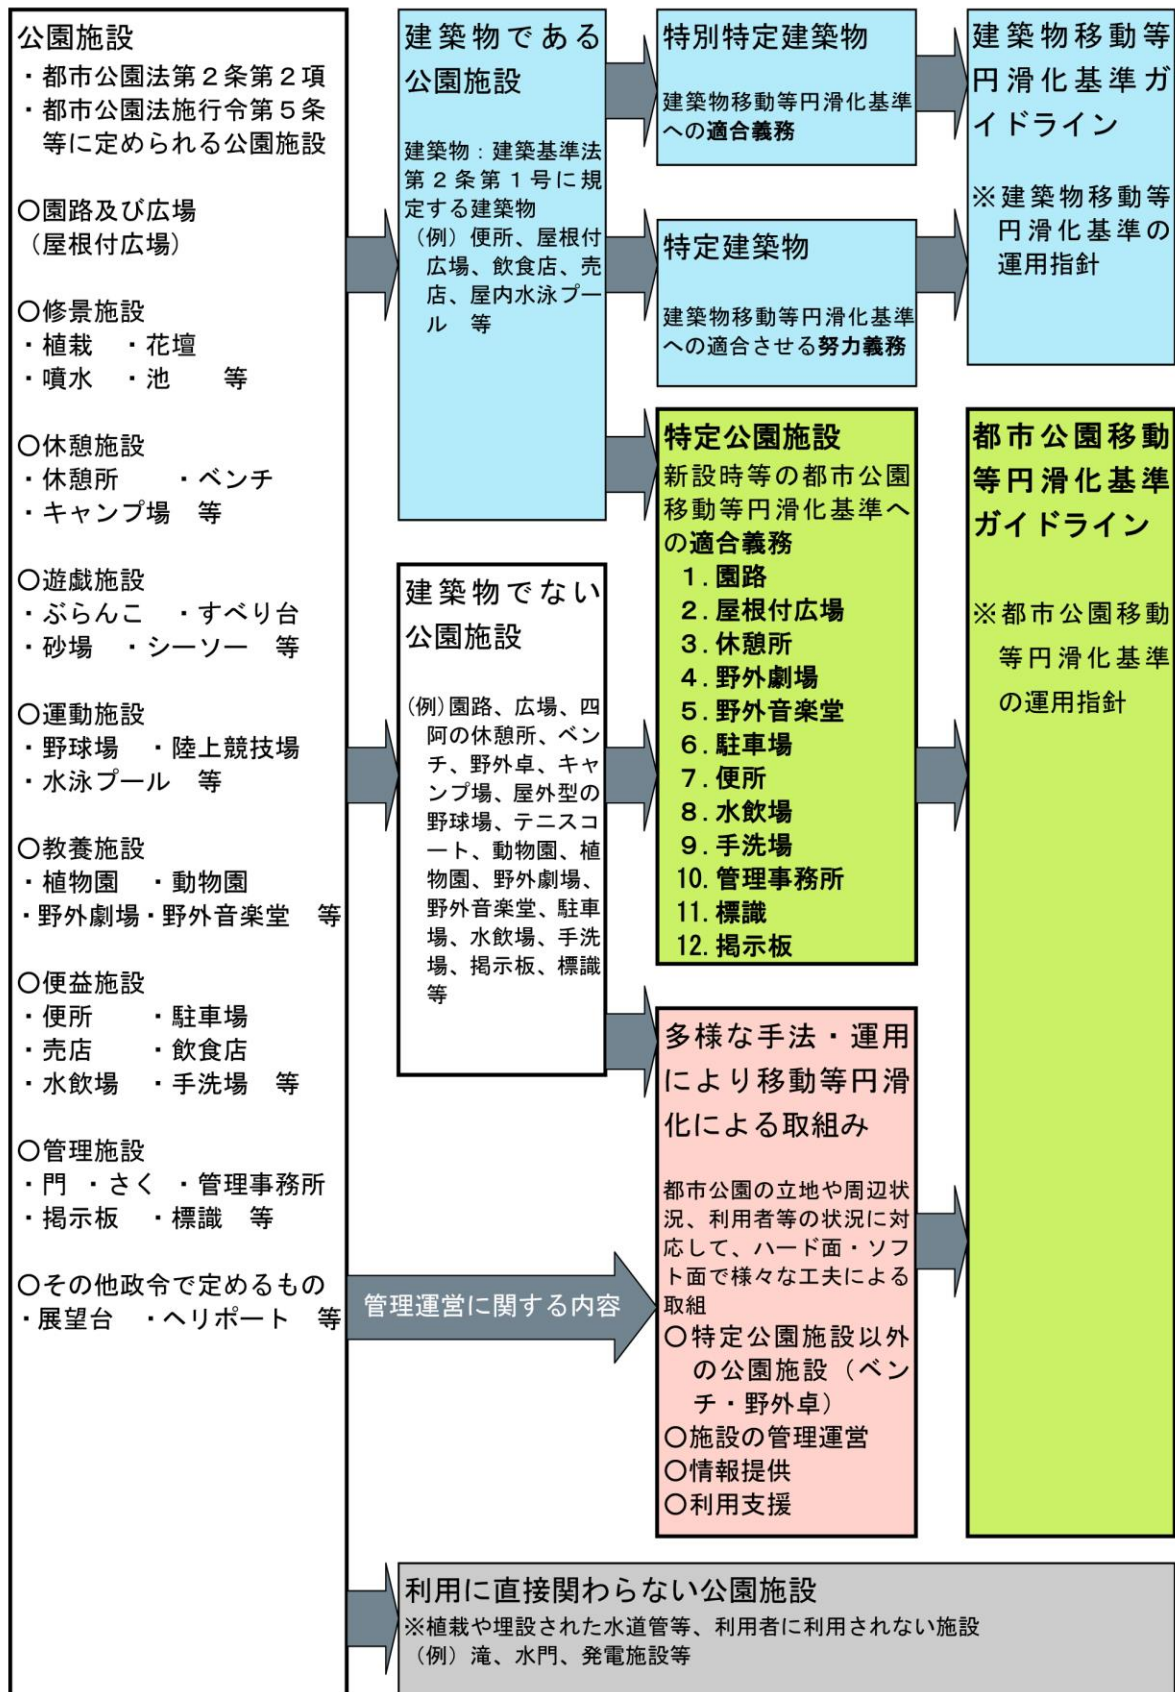 公園施設
・都市公園法第２条第２項
・都市公園法施行令第５条
等に定められる公園施設
〇園路及び広場
（屋根付広場）
〇修景施設
・植栽　・花壇
・噴水　・池　　等
〇休憩施設
・休憩所　　・ベンチ
・キャンプ場　等
〇遊戯施設
・ぶらんこ　・すべり台
・砂場　・シーソー　等
〇運動施設
・野球場　・陸上競技場
・水泳プール　等
〇教養施設
・植物園　・動物園
・野外劇場・野外音楽堂　等
〇便益施設
・便所　　・駐車場
・売店　　・飲食店
・水飲場　・手洗場　等
〇管理施設
・門　・さく　・管理事務所
・掲示板　・標識　等
〇その他政令で定めるもの
・展望台　・ヘリポート　等
建築物である
公園施設
建築物：建築基準法
第２条第１号に規
定する建築物
（例）便所、屋根付
広場、飲食店、売
店、屋内水泳プー
ル　等
特別特定建築物
建築物移動等円滑化基準
への適合義務
特定建築物
建築物移動等円滑化基準
への適合させる努力義務
建築物移動等
円滑化基準ガ
イドライン
※建築物移動等
円滑化基準の
運用指針
建築物でない
公園施設
（例）園路、広場、四
阿の休憩所、ベン
チ、野外卓、キャ
ンプ場、屋外型の
野球場、テニスコ
ート、動物園、植
物園、野外劇場、
野外音楽堂、駐車
場、水飲場、手洗
場、掲示板、標識
等
特定公園施設
新設時等の都市公園
移動等円滑化基準へ
の適合義務
１．園路
２．屋根付広場
３．休憩所
４．野外劇場
５．野外音楽堂
６．駐車場
７．便所
８．水飲場
９．手洗場
10．管理事務所
11．標識
12．掲示板
都市公園移動
等円滑化基準
ガイドライン
※都市公園移動
等円滑化基準
の運用指針
管理運営に関する内容
多様な手法・運用
により移動等円滑
化による取組み
都市公園の立地や周辺状
況、利用者等の状況に対
応して、ハード面・ソフ
ト面で様々な工夫による
取組
〇特定公園施設以外
の公園施設（ベン
チ・野外卓）
〇施設の管理運営
〇情報提供
〇利用支援
利用に直接関わらない公園施設
※植栽や埋設された水道管等、利用者に利用されない施設
（例）滝、水門、発電施設等